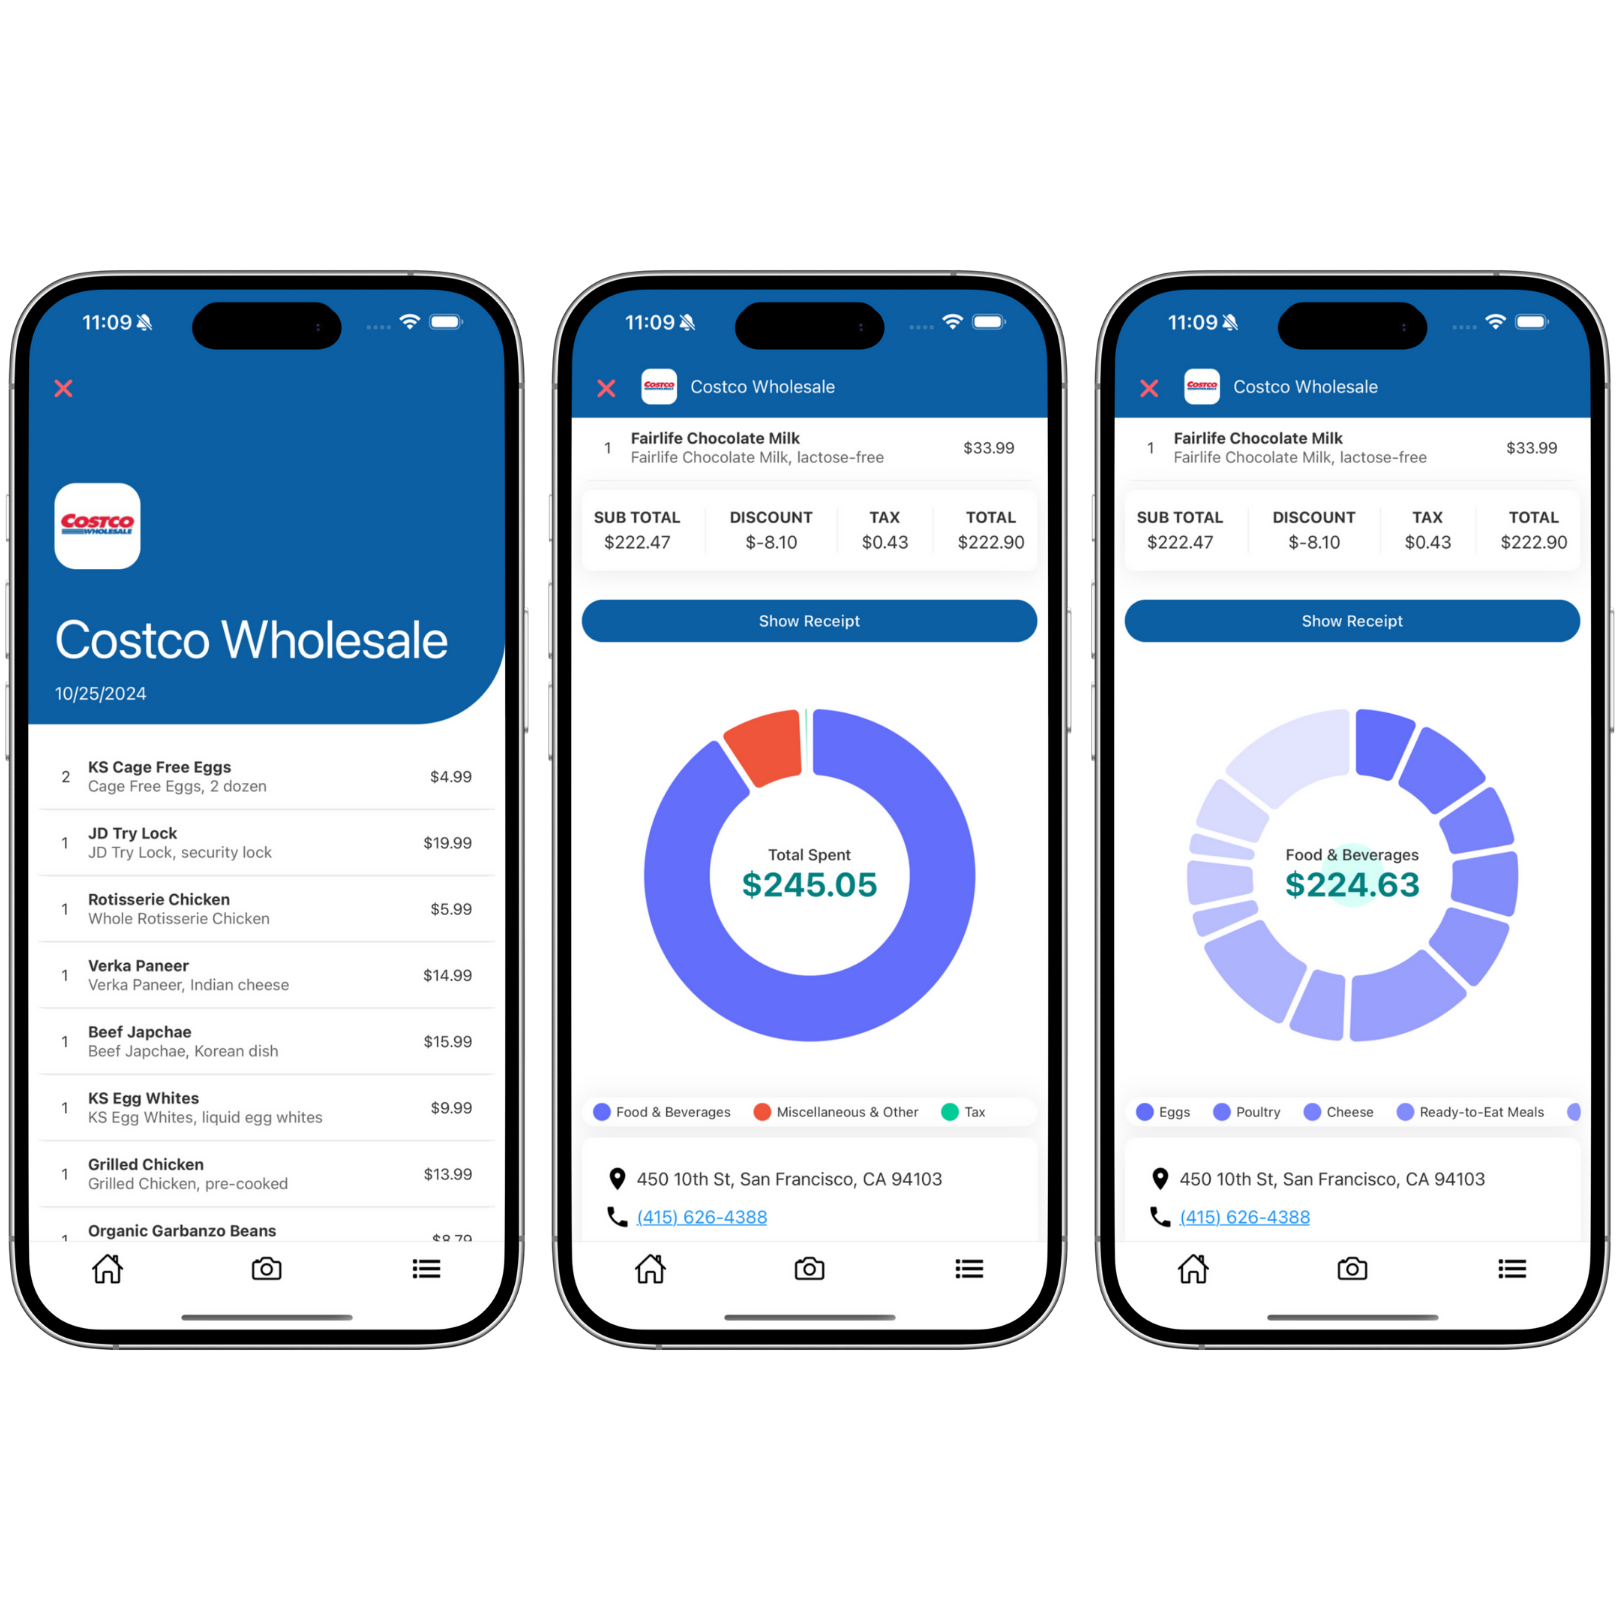 11:09
COSTCO
WHOLESALE
Costco Wholesale
10/25/2024
2 KS Cage Free Eggs $4.99
Cage Free Eggs, 2 dozen
1 JD Try Lock $19.99
JD Try Lock, security lock
1 Rotisserie Chicken $5.99
Whole Rotisserie Chicken
1 Verka Paneer $14.99
Verka Paneer, Indian cheese
1 Beef Japchae $15.99
Beef Japchae, Korean dish
1 KS Egg Whites $9.99
KS Egg Whites, liquid egg whites
1 Grilled Chicken $13.99
Grilled Chicken, pre-cooked
1 Organic Garbanzo Beans $8.79
11:09
COSTCO
WHOLESALE
Costco Wholesale
1 Fairlife Chocolate Milk $33.99
Fairlife Chocolate Milk, lactose-free
SUB TOTAL DISCOUNT TAX TOTAL
$222.47 $-8.10 $0.43 $222.90
Show Receipt
Total Spent
$245.05
Food & Beverages Miscellaneous & Other Tax
450 10th St, San Francisco, CA 94103
(415) 626-4388
11:09
COSTCO
WHOLESALE
Costco Wholesale
1 Fairlife Chocolate Milk $33.99
Fairlife Chocolate Milk, lactose-free
SUB TOTAL DISCOUNT TAX TOTAL
$222.47 $-8.10 $0.43 $222.90
Show Receipt
Food & Beverages
$224.63
Eggs Poultry Cheese Ready-to-Eat Meals
450 10th St, San Francisco, CA 94103
(415) 626-4388